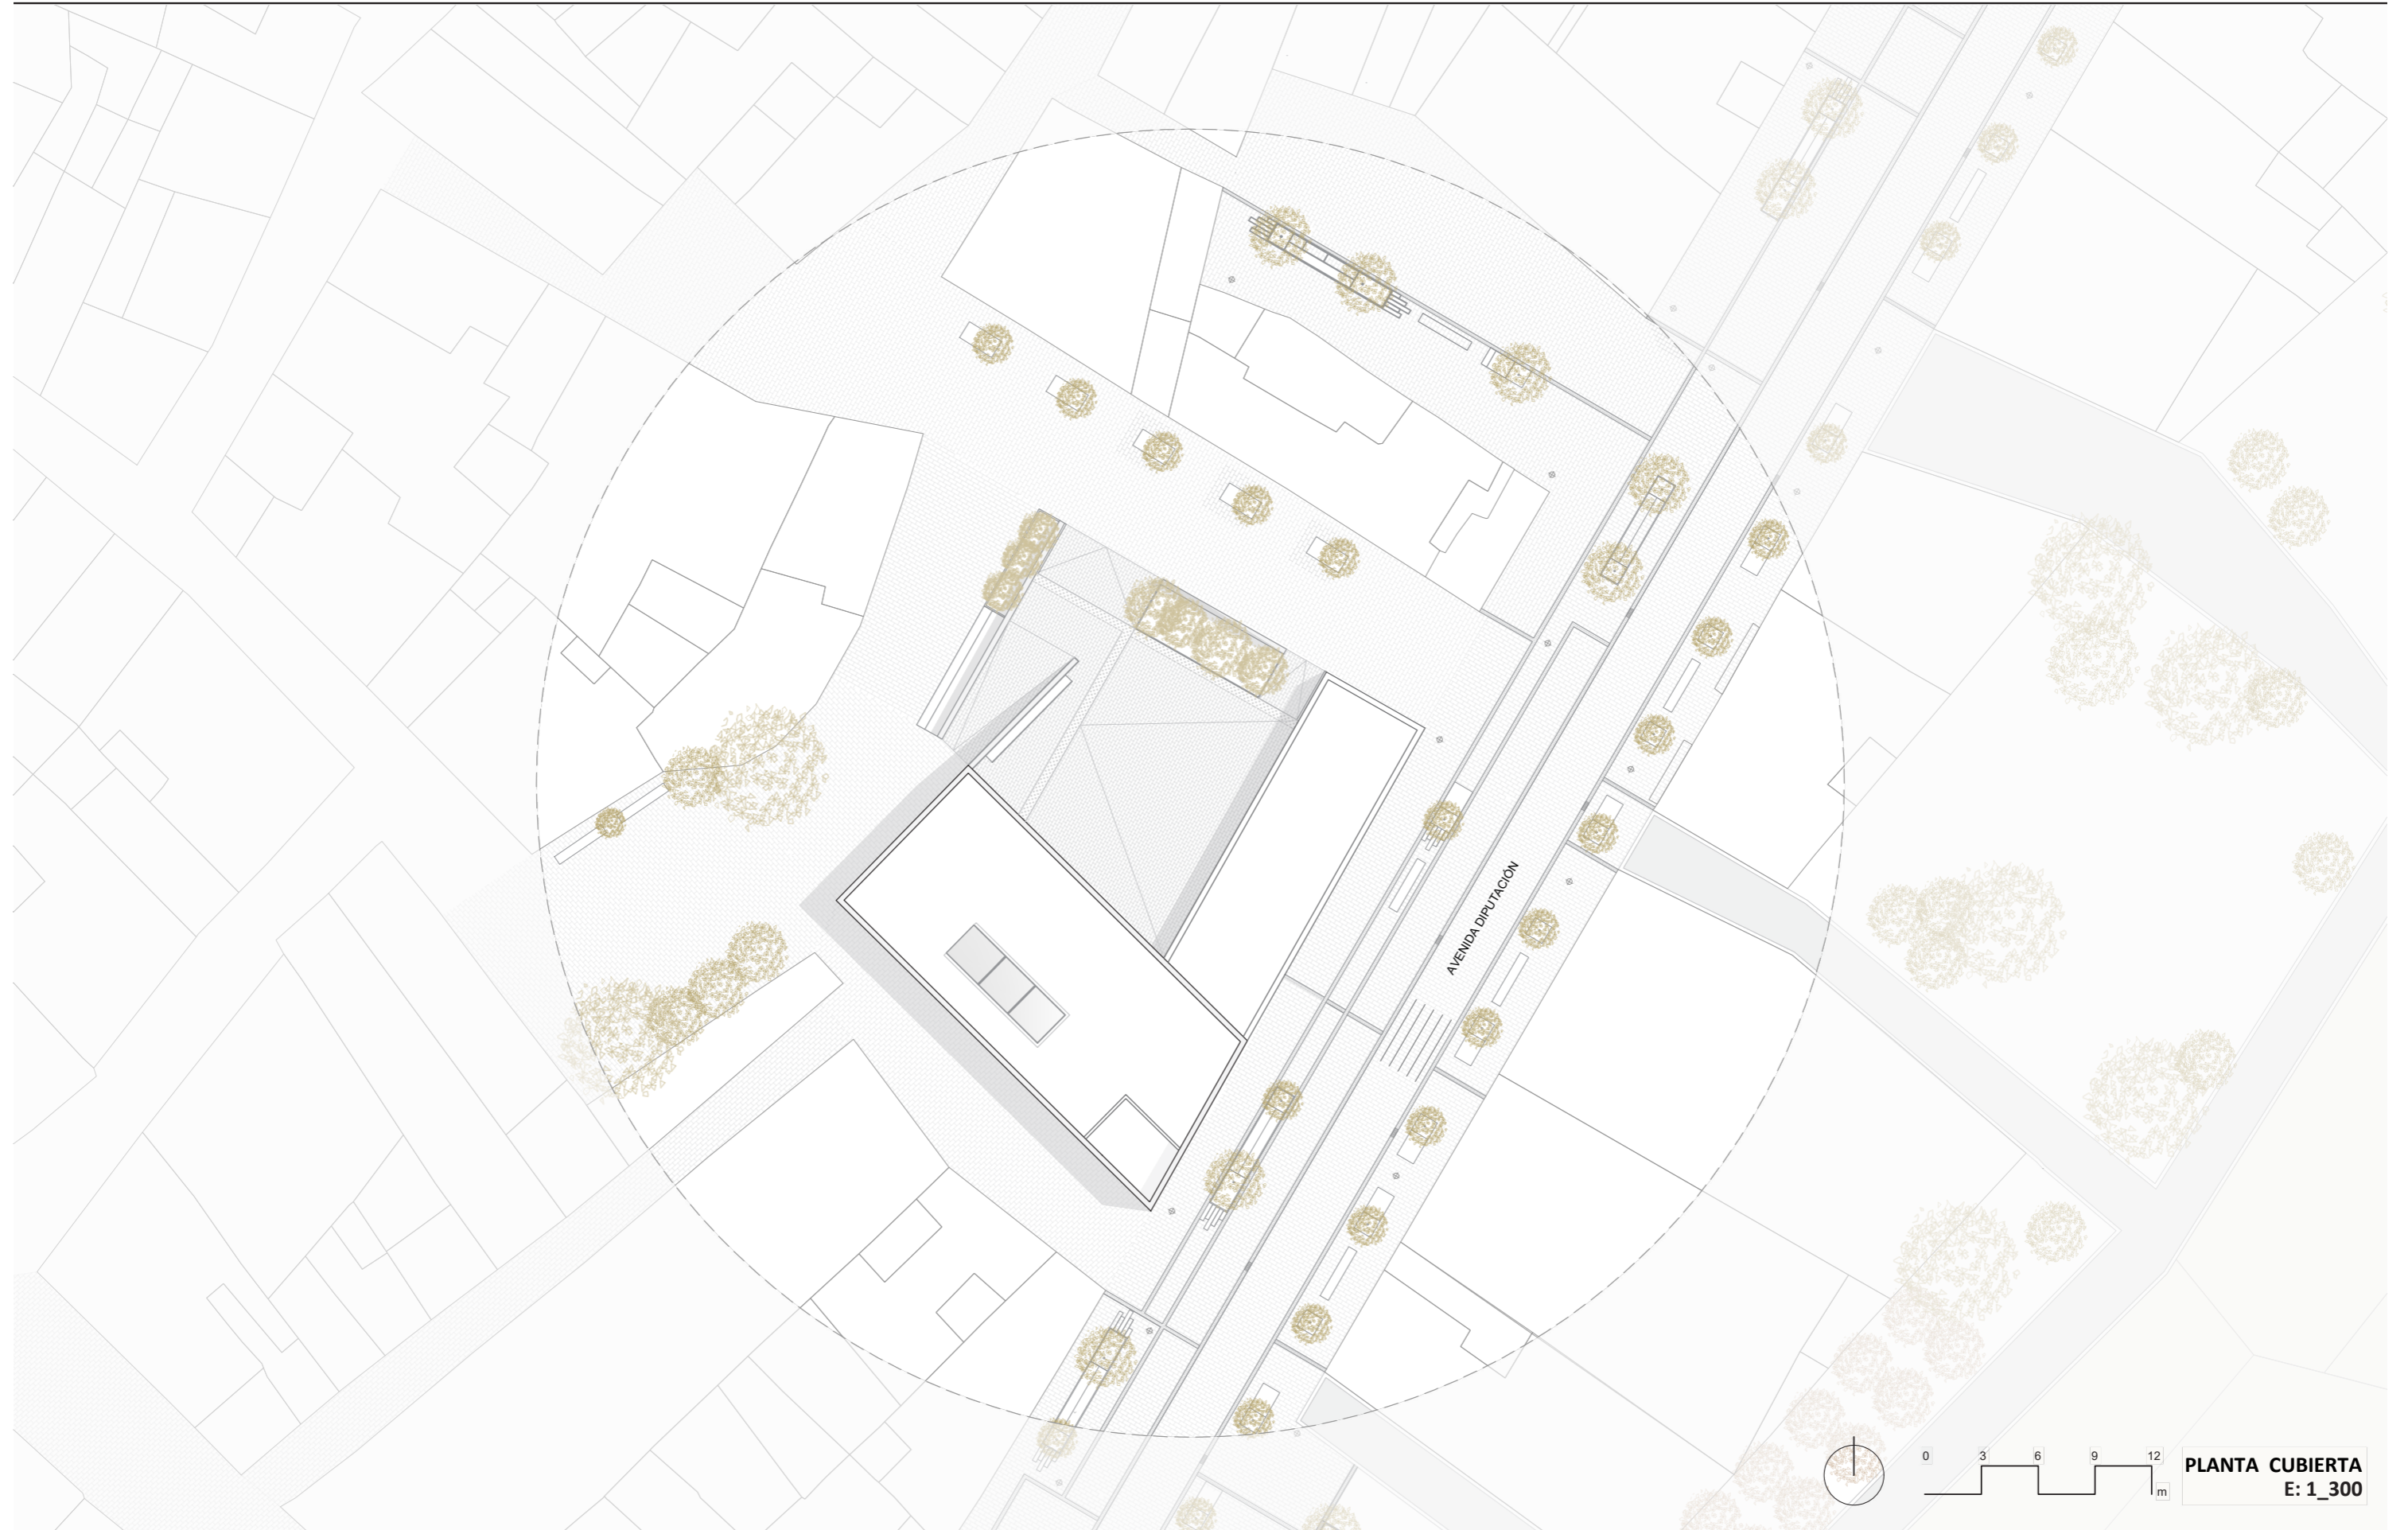 AVENIDA DIPUTACIÓN
0 3 6 9 12
m
PLANTA CUBIERTA
E: 1_300